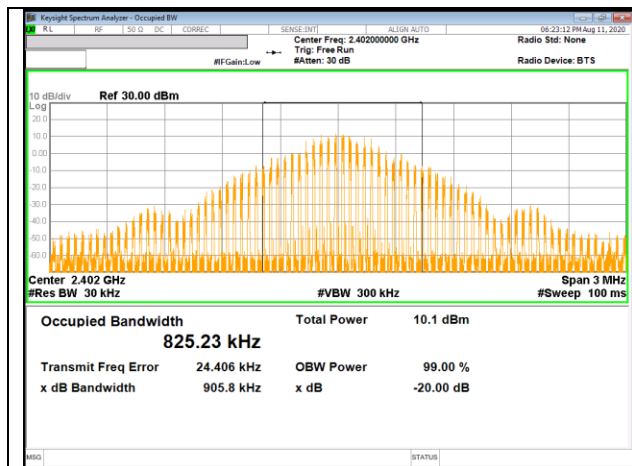 Keysight Spectrum Analyzer - Occupied BW
RL RF 50 Ω DC CORREC SENSE:INT ALIGN AUTO 06:23:12 PM Aug 11, 2020
Center Freq: 2.402000000 GHz Radio Std: None
Trig: Free Run
#IFGain:Low #Atten: 30 dB Radio Device: BTS
10 dB/div Ref 30.00 dBm
Log
20.0
10.0
0.00
-10.0
-20.0
-30.0
-40.0
-50.0
-60.0
Center 2.402 GHz Span 3 MHz
#Res BW 30 kHz #VBW 300 kHz #Sweep 100 ms
Occupied Bandwidth Total Power 10.1 dBm
825.23 kHz
Transmit Freq Error 24.406 kHz OBW Power 99.00 %
x dB Bandwidth 905.8 kHz x dB -20.00 dB
MSG STATUS